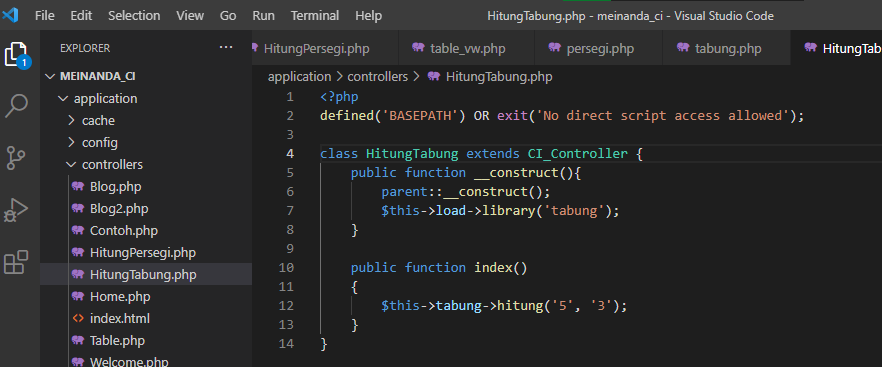 File Edit Selection View Go Run Terminal Help HitungTabung.php - meinanda_ci - Visual Studio Code
EXPLORER ...
HitungPersegi.php table_vw.php persegi.php tabung.php HitungTab
1
MEINANDA_CI
application
cache
config
controllers
Blog.php
Blog2.php
Contoh.php
HitungPersegi.php
HitungTabung.php
Home.php
index.html
Table.php
Welcome.php
application > controllers > HitungTabung.php
1 <?php
2 defined('BASEPATH') OR exit('No direct script access allowed');
3
4 class HitungTabung extends CI_Controller {
5 public function __construct(){
6 parent::__construct();
7 $this->load->library('tabung');
8 }
9
10 public function index()
11 {
12 $this->tabung->hitung('5', '3');
13 }
14 }